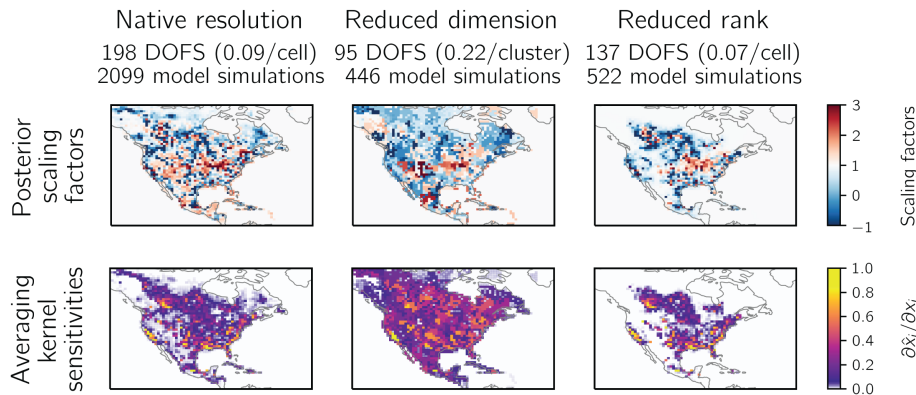 Native resolution
198 DOFS (0.09/cell)
2099 model simulations
Reduced dimension
95 DOFS (0.22/cluster)
446 model simulations
Reduced rank
137 DOFS (0.07/cell)
522 model simulations
Posterior
scaling
factors
3
2
1
0
−1
Scaling factors
Averaging
kernel
sensitivities
1.0
0.8
0.6
0.4
0.2
0.0
∂x̂ᵢ/∂xᵢ